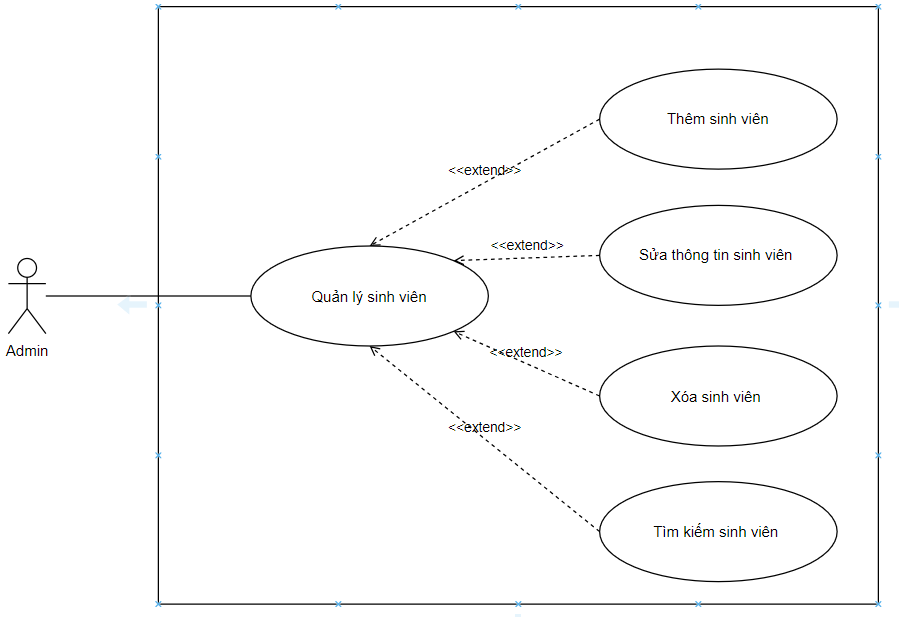 Thêm sinh viên
<<extend>>
<<extend>>
Sửa thông tin sinh viên
Quản lý sinh viên
Admin
<<extend>>
Xóa sinh viên
<<extend>>
Tìm kiếm sinh viên